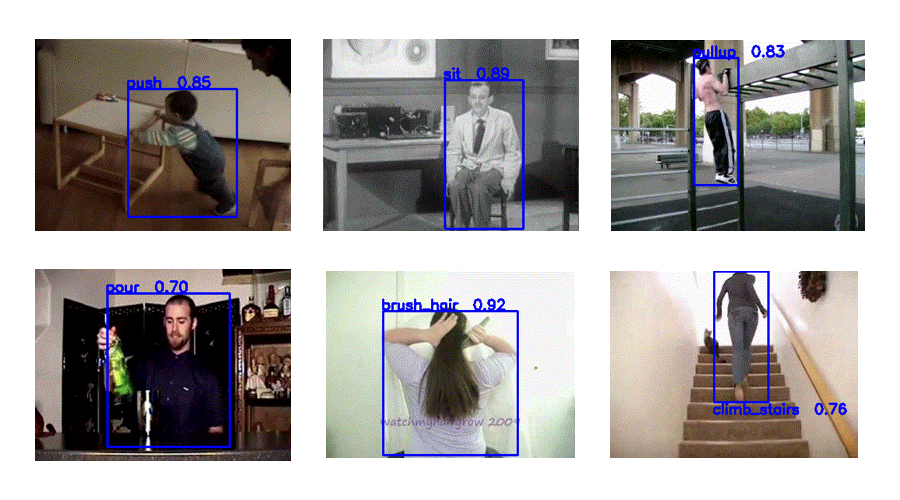 push 0.85
sit 0.89
pullup 0.83
pour 0.70
brush_hair 0.92
watchmyhairgrow 2009
climb_stairs 0.76